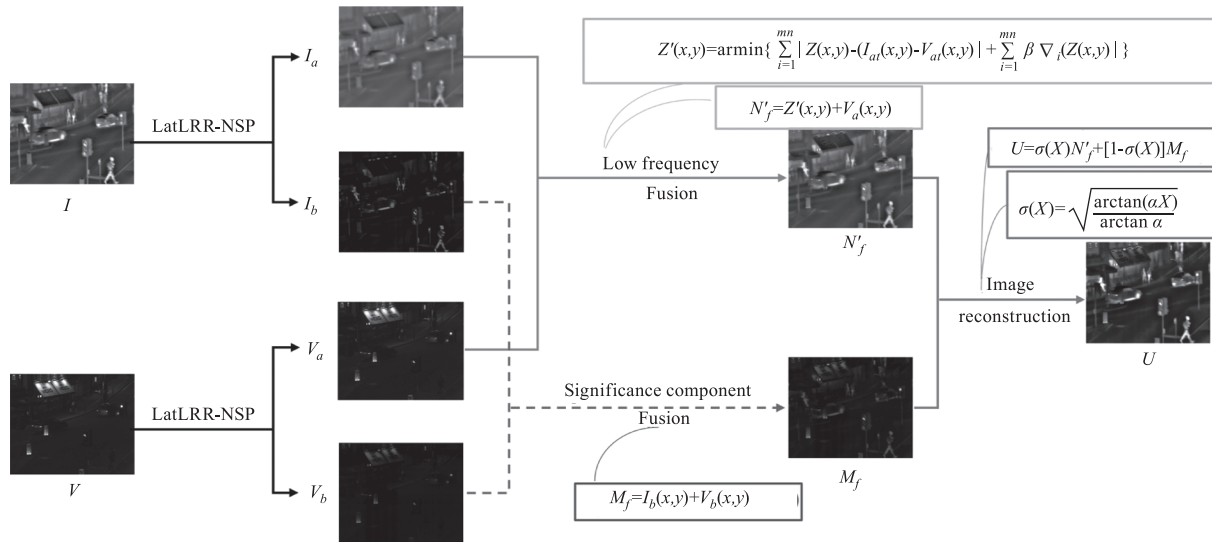 Z'(x,y)=armin{ ∑_{i=1}^{mn} | Z(x,y)-(I_{at}(x,y)-V_{at}(x,y) | + ∑_{i=1}^{mn} β ∇_i(Z(x,y) | }
N'_f=Z'(x,y)+V_a(x,y)
I_a
LatLRR-NSP
I
I_b
Low frequency
Fusion
N'_f
U=σ(X)N'_f+[1-σ(X)]M_f
σ(X)=√(arctan(αX)/arctan α)
Image
reconstruction
U
V_a
LatLRR-NSP
V
V_b
Significance component
Fusion
M_f
M_f=I_b(x,y)+V_b(x,y) )